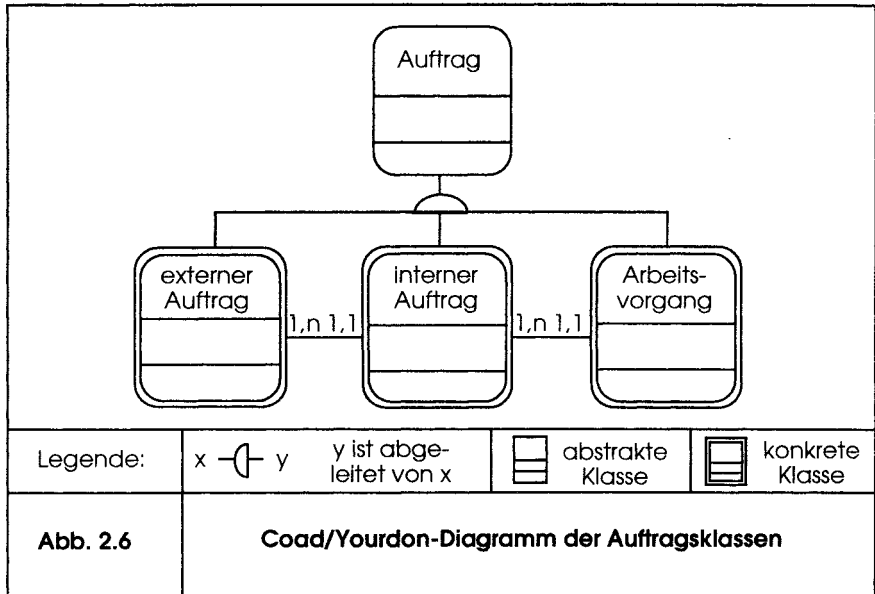 Auftrag
externer
Auftrag
interner
Auftrag
Arbeits-
vorgang
1,n 1,1
1,n 1,1
Legende:
x y
y ist abge-
leitet von x
abstrakte
Klasse
konkrete
Klasse
Abb. 2.6
Coad/Yourdon-Diagramm der Auftragsklassen